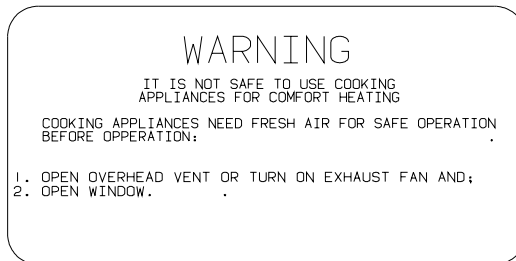 WARNING
IT IS NOT SAFE TO USE COOKING
APPLIANCES FOR COMFORT HEATING
COOKING APPLIANCES NEED FRESH AIR FOR SAFE OPERATION
BEFORE OPPERATION: .
1. OPEN OVERHEAD VENT OR TURN ON EXHAUST FAN AND;
2. OPEN WINDOW. .